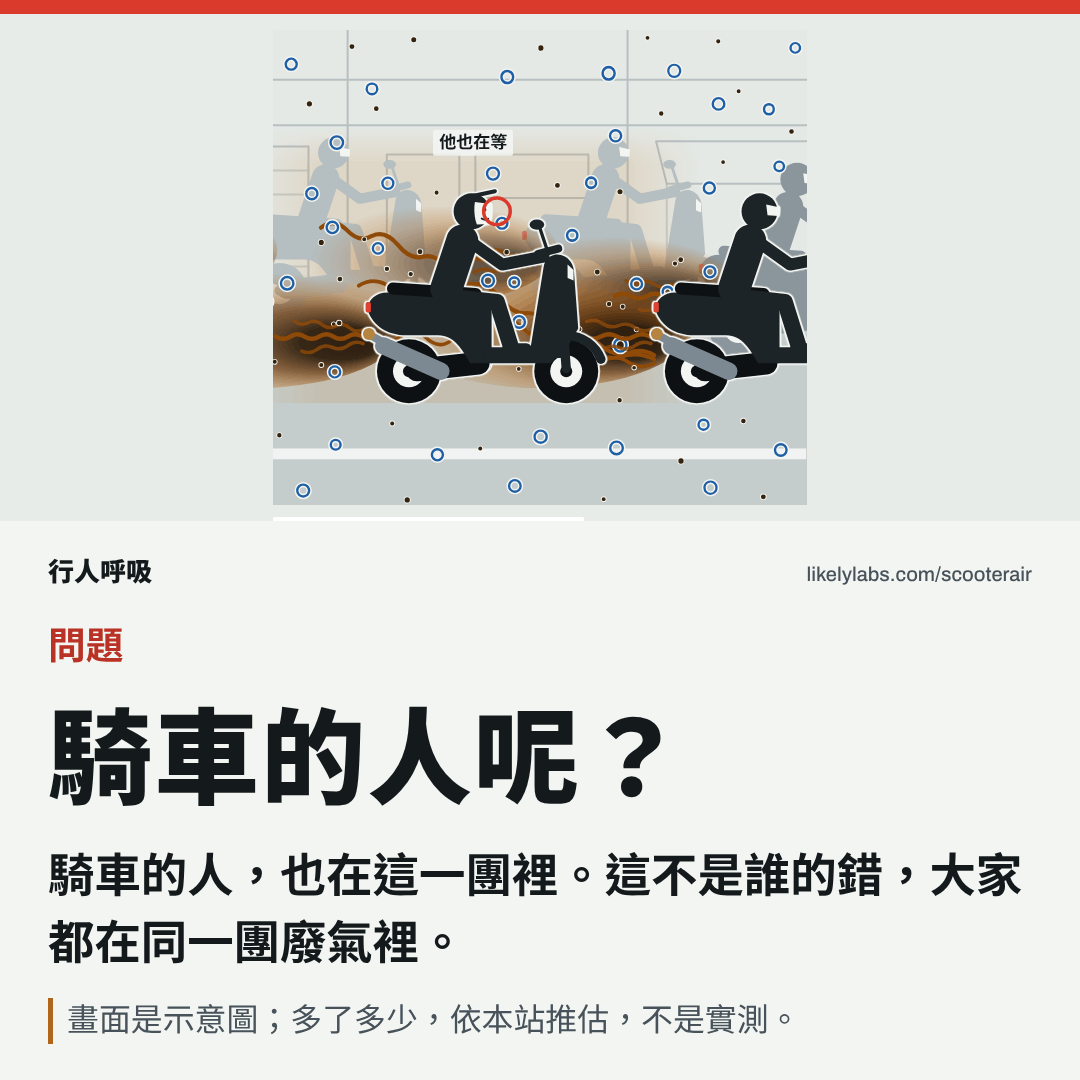 他也在等
行人呼吸
likelylabs.com/scooterair
問題
騎車的人呢？
騎車的人，也在這一團裡。這不是誰的錯，大家
都在同一團廢氣裡。
畫面是示意圖；多了多少，依本站推估，不是實測。